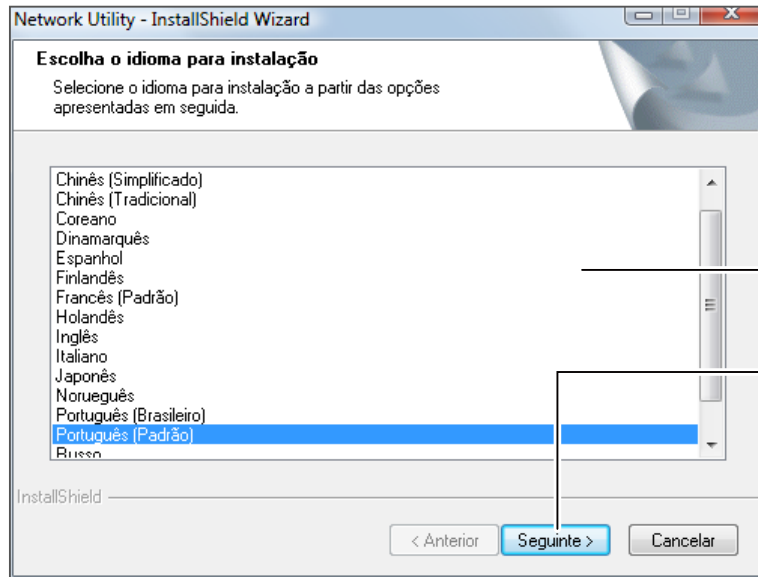 Network Utility - InstallShield Wizard
Escolha o idioma para instalação
Selecione o idioma para instalação a partir das opções
apresentadas em seguida.
Chinês (Simplificado)
Chinês (Tradicional)
Coreano
Dinamarquês
Espanhol
Finlandês
Francês (Padrão)
Holandês
Inglês
Italiano
Japonês
Norueguês
Português (Brasileiro)
Português (Padrão)
Russo
InstallShield
< Anterior Seguinte > Cancelar